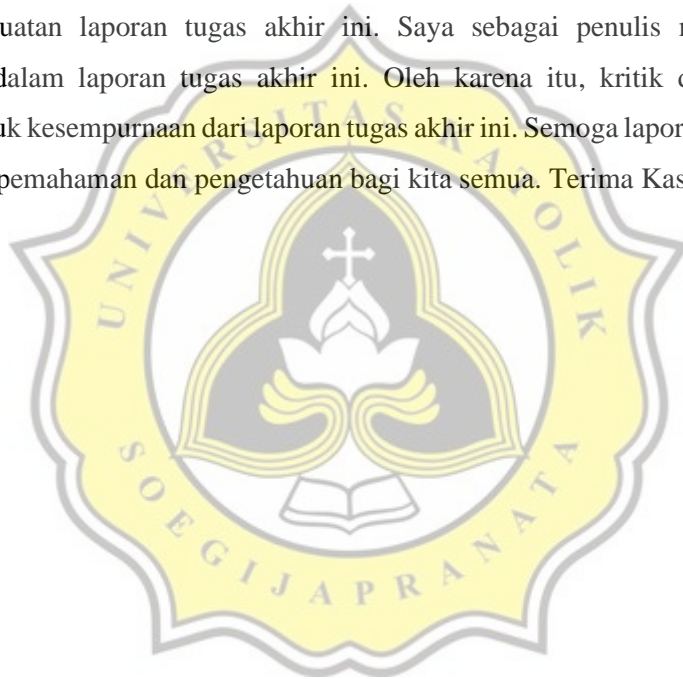 uatan laporan tugas akhir ini. Saya sebagai penulis
dalam laporan tugas akhir ini. Oleh karena itu, kritik
uk kesempurnaan dari laporan tugas akhir ini. Semoga lapor
pemahaman dan pengetahuan bagi kita semua. Terima Kas
UNIVERSITAS KATOLIK
SOEGIJAPRANATA